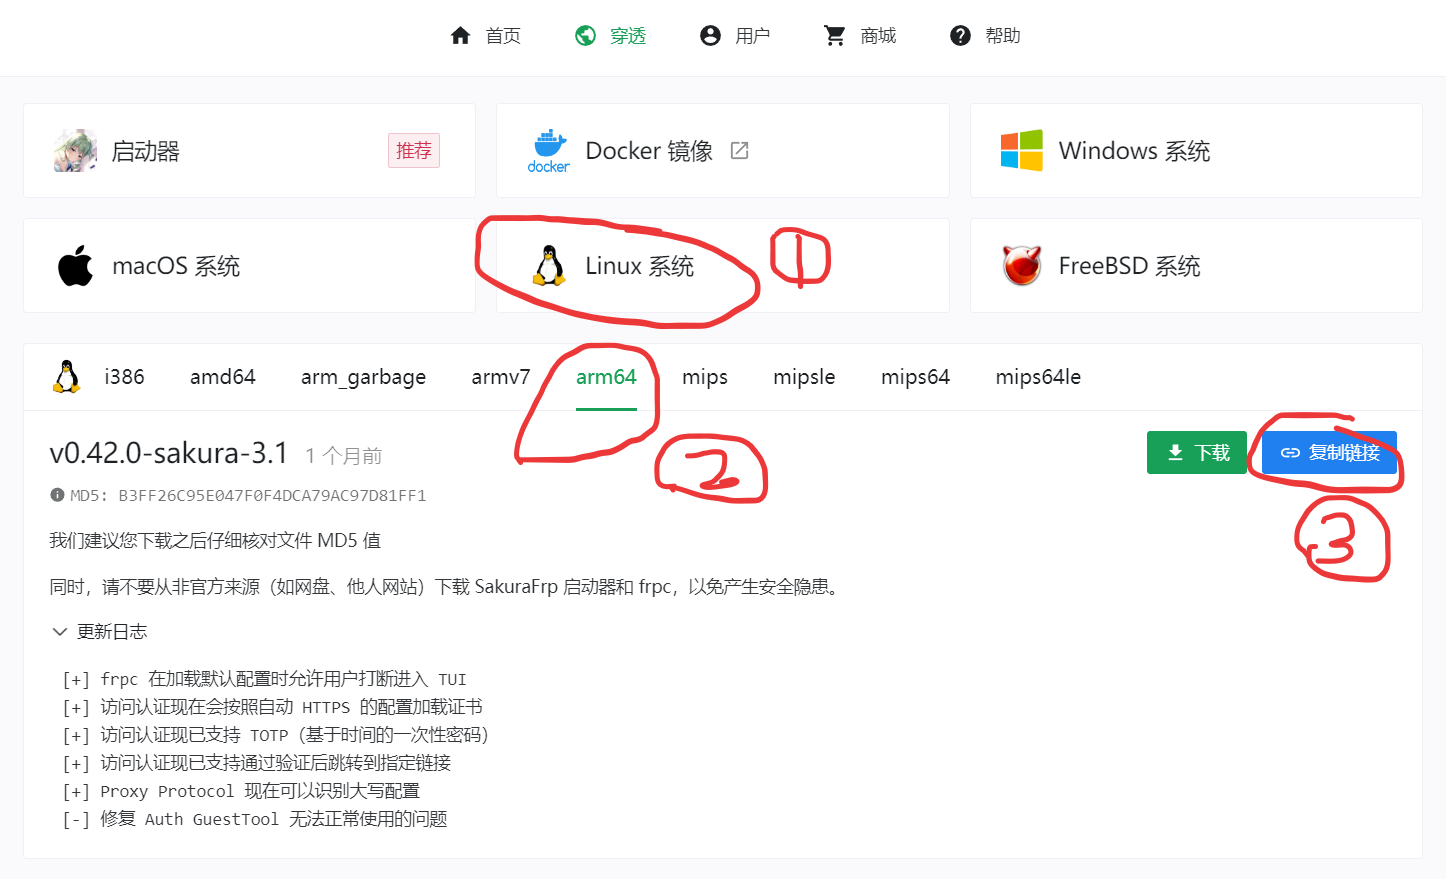 首页 穿透 用户 商城 帮助
启动器 推荐 docker Docker 镜像 Windows 系统
macOS 系统 Linux 系统 ① FreeBSD 系统
i386 amd64 arm_garbage armv7 arm64 mips mipsle mips64 mips64le
v0.42.0-sakura-3.1 1 个月前 下载 复制链接
②
MD5: B3FF26C95E047F0F4DCA79AC97D81FF1
③
我们建议您下载之后仔细核对文件 MD5 值
同时，请不要从非官方来源（如网盘、他人网站）下载 SakuraFrp 启动器和 frpc，以免产生安全隐患。
更新日志
[+] frpc 在加载默认配置时允许用户打断进入 TUI
[+] 访问认证现在会按照自动 HTTPS 的配置加载证书
[+] 访问认证现已支持 TOTP（基于时间的一次性密码）
[+] 访问认证现已支持通过验证后跳转到指定链接
[+] Proxy Protocol 现在可以识别大写配置
[-] 修复 Auth GuestTool 无法正常使用的问题